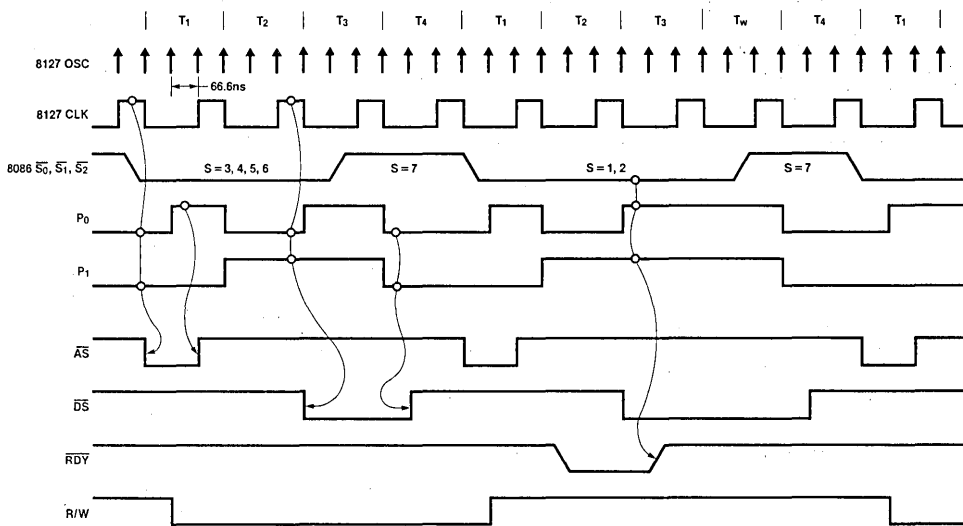 T₁ T₂ T₃ T₄ T₁ T₂ T₃ T_W T₄ T₁
8127 OSC
66.6ns
8127 CLK
8086 S̅₀, S̅₁, S̅₂
S = 3, 4, 5, 6
S = 7
S = 1, 2
S = 7
P₀
P₁
A̅S̅
D̅S̅
R̅D̅Y̅
R/W